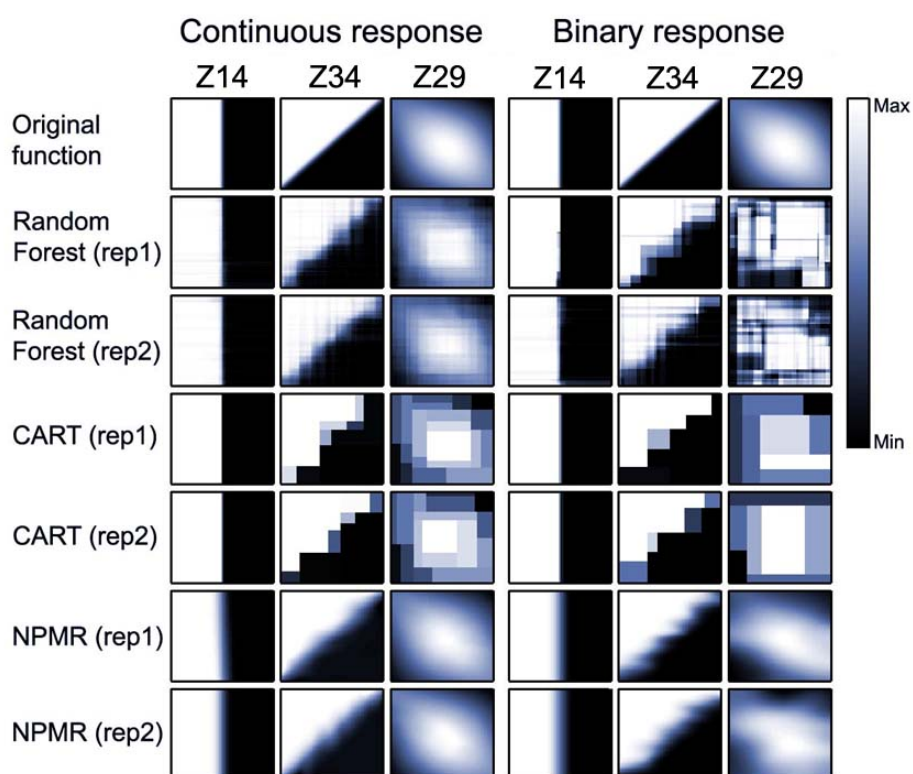 Continuous response Binary response
Z14 Z34 Z29 Z14 Z34 Z29
Original
function
Max
Random
Forest (rep1)
Random
Forest (rep2)
CART (rep1)
Min
CART (rep2)
NPMR (rep1)
NPMR (rep2)